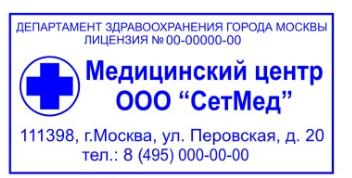 ДЕПАРТАМЕНТ ЗДРАВООХРАНЕНИЯ ГОРОДА МОСКВЫ
ЛИЦЕНЗИЯ № 00-00000-00
Медицинский центр
ООО “СетМед”
111398, г.Москва, ул. Перовская, д. 20
тел.: 8 (495) 000-00-00